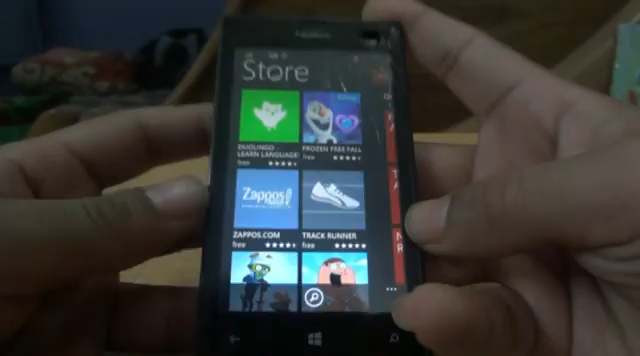 Store
DUOLINGO -
LEARN LANGUAGE
free
FROZEN FREE FALL
free
Zappos
ZAPPOS.COM
free
TRACK RUNNER
free